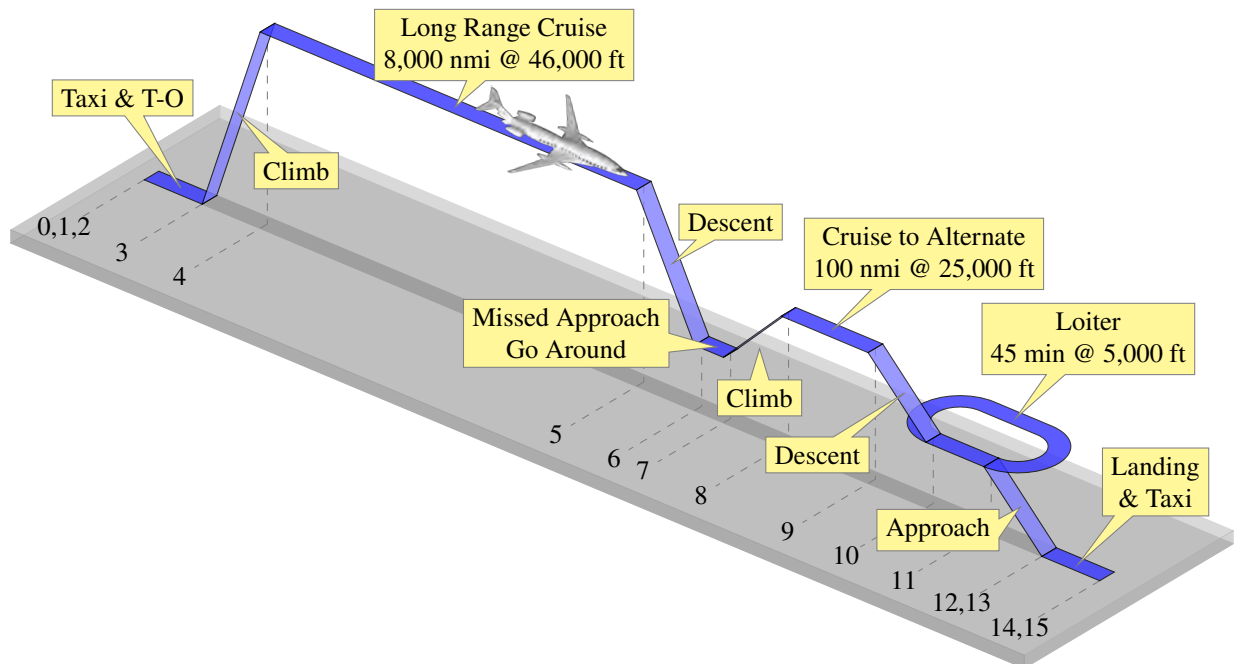 Long Range Cruise
8,000 nmi @ 46,000 ft
Taxi & T-O
Climb
0,1,2
3
4
Descent
Cruise to Alternate
100 nmi @ 25,000 ft
Missed Approach
Go Around
Loiter
45 min @ 5,000 ft
Climb
5
6
7
8
Descent
9
10
11
Approach
Landing
& Taxi
12,13
14,15